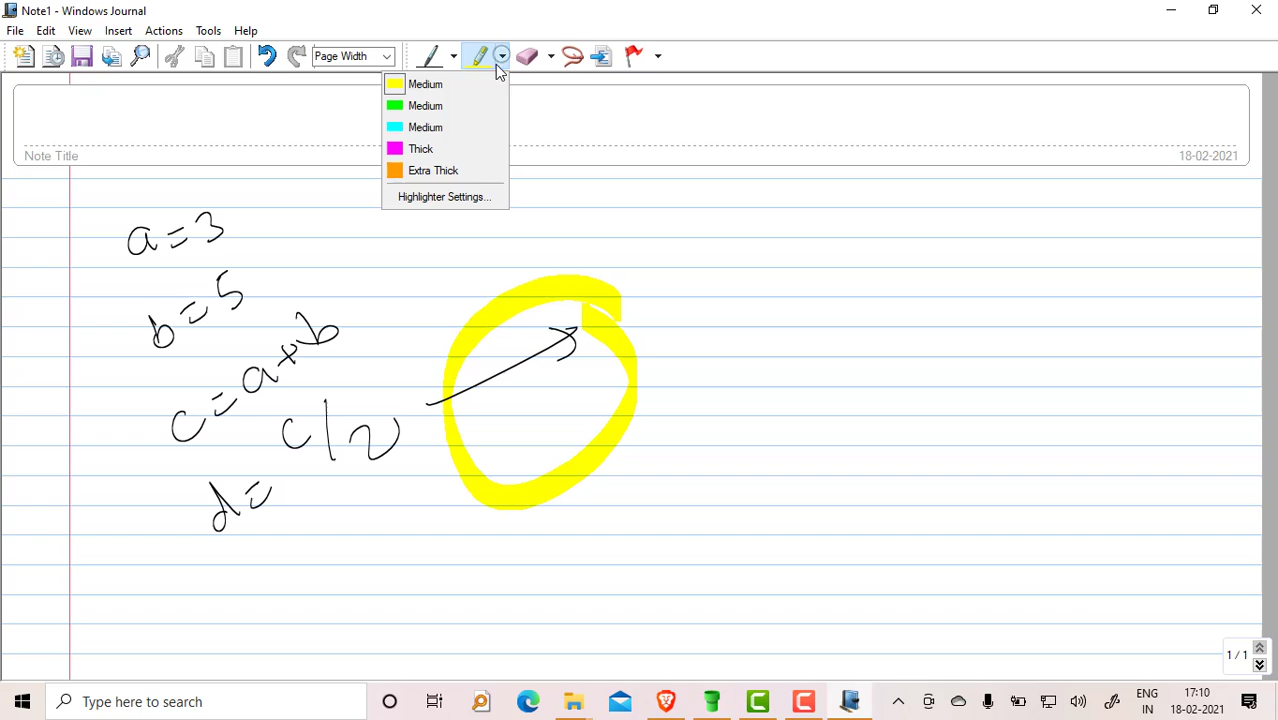 Note1 - Windows Journal
File Edit View Insert Actions Tools Help
Page Width
Medium
Medium
Medium
Thick
Extra Thick
Highlighter Settings...
Note Title
18-02-2021
a=3
b=5
c=a+b
c/2
d=
1 / 1
Type here to search
ENG
IN
17:10
18-02-2021